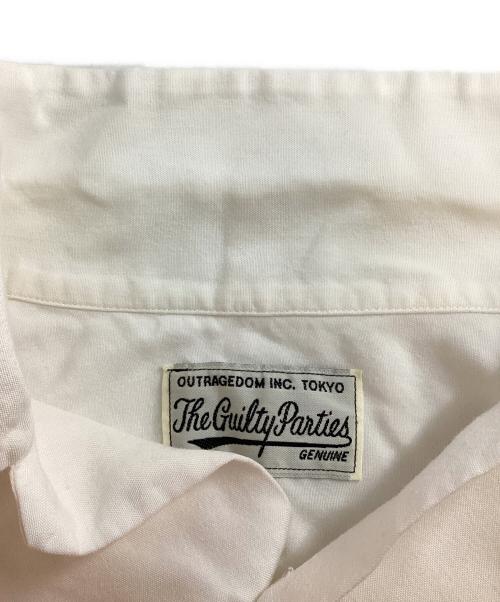 OUTRAGEDOM INC. TOKYO
The Guilty Parties
GENUINE